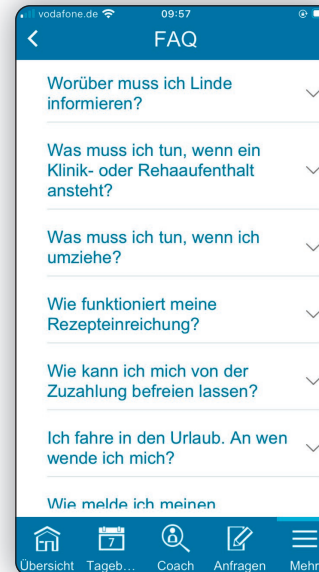 vodafone.de 09:57
FAQ
Worüber muss ich Linde
informieren?
Was muss ich tun, wenn ein
Klinik- oder Rehaaufenthalt
ansteht?
Was muss ich tun, wenn ich
umziehe?
Wie funktioniert meine
Rezepteinreichung?
Wie kann ich mich von der
Zuzahlung befreien lassen?
Ich fahre in den Urlaub. An wen
wende ich mich?
Wie melde ich meinen
7
Übersicht Tageb... Coach Anfragen Mehr